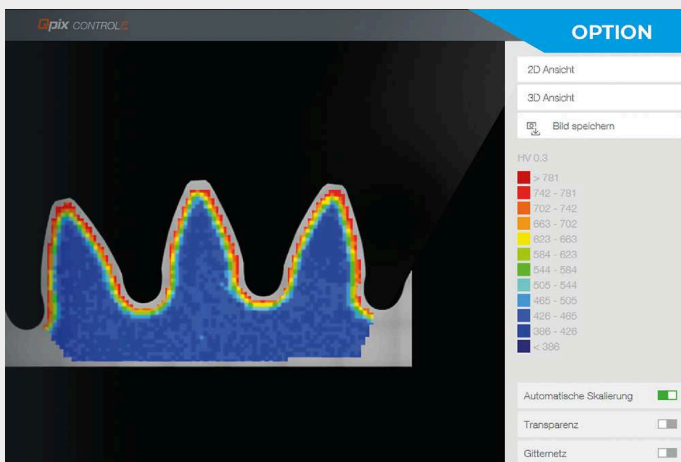 Qpix CONTROL2
OPTION
2D Ansicht
3D Ansicht
Bild speichern
HV 0.3
> 781
742 - 781
702 - 742
663 - 702
623 - 663
584 - 623
544 - 584
505 - 544
465 - 505
426 - 465
386 - 426
< 386
Automatische Skalierung
Transparenz
Gitternetz